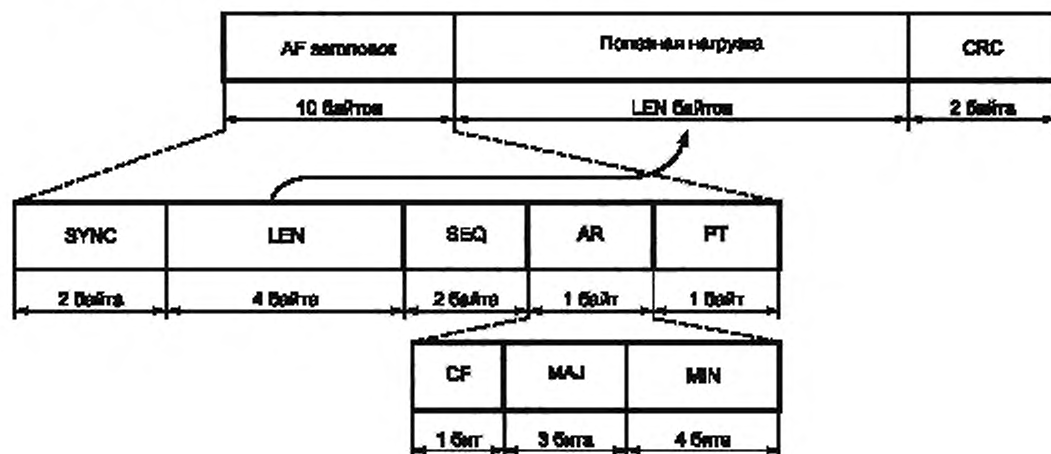 AF заголовок Полезная нагрузка CRC
10 байтов LEN байтов 2 байта
SYNC LEN SEQ AR PT
2 байта 4 байта 2 байта 1 байт 1 байт
CF MAJ MIN
1 бит 3 бита 4 бита